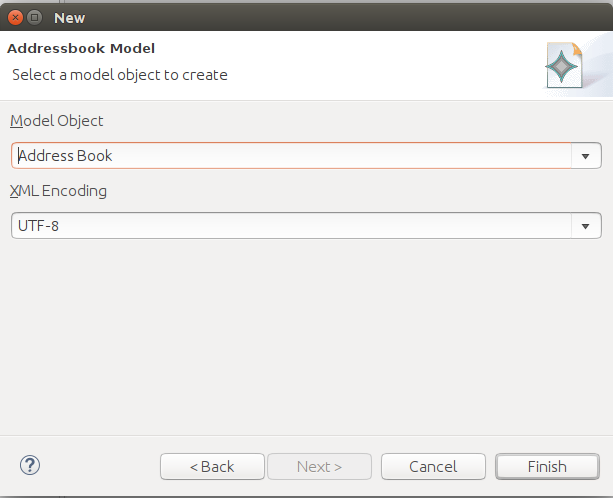 New
Addressbook Model
Select a model object to create
Model Object
Address Book
XML Encoding
UTF-8
? < Back Next > Cancel Finish